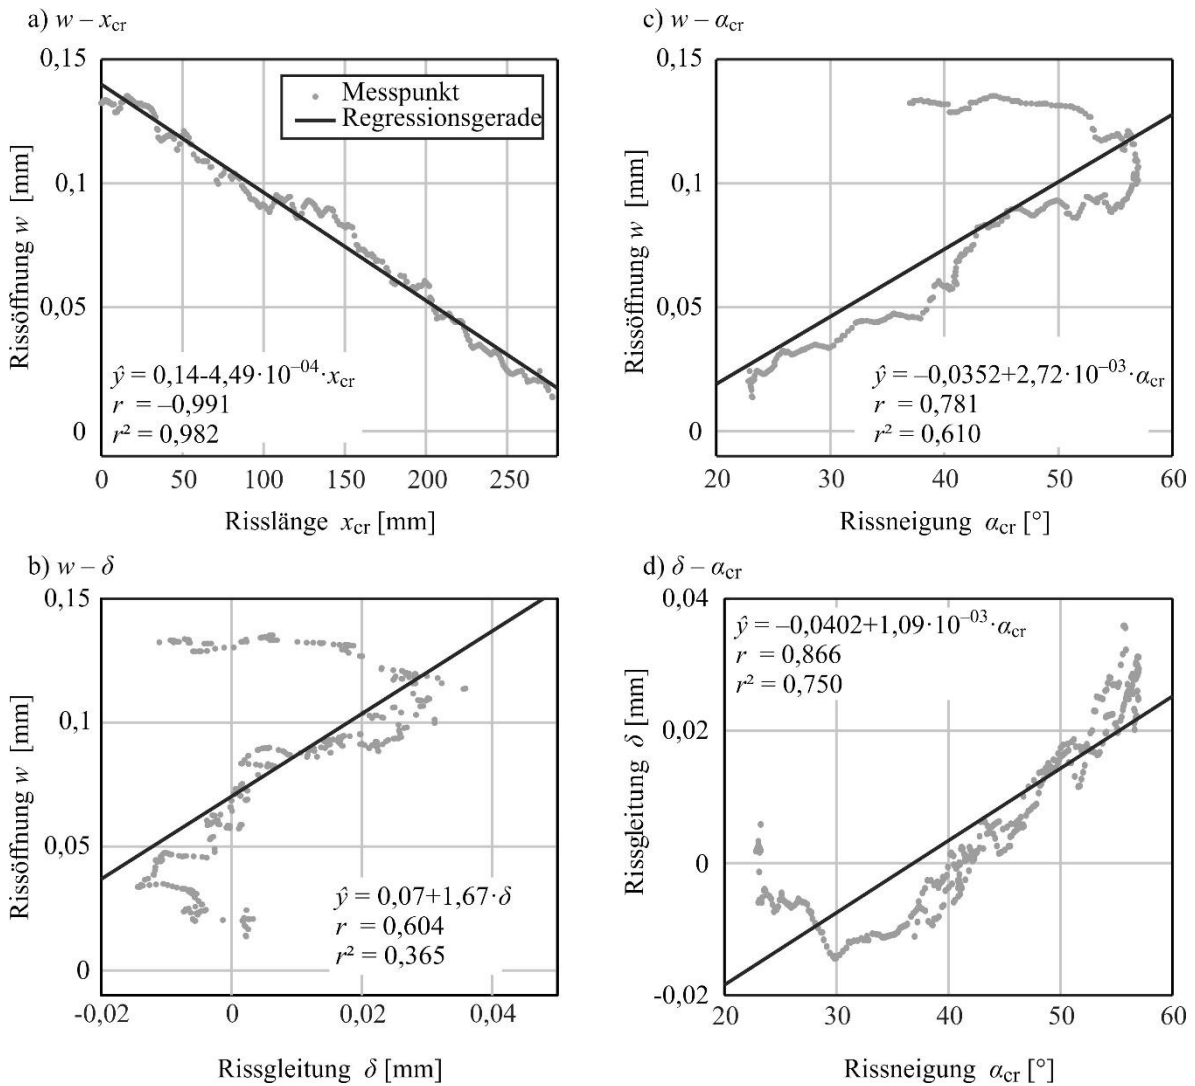 a) w – xcr
0,15
0,1
0,05
0
Rissöffnung w [mm]
Messpunkt
Regressionsgerade
ŷ = 0,14-4,49·10⁻⁰⁴·xcr
r = –0,991
r² = 0,982
0 50 100 150 200 250
Risslänge xcr [mm]
c) w – αcr
0,15
0,1
0,05
0
Rissöffnung w [mm]
ŷ = –0,0352+2,72·10⁻⁰³·αcr
r = 0,781
r² = 0,610
20 30 40 50 60
Rissneigung αcr [°]
b) w – δ
0,15
0,1
0,05
0
Rissöffnung w [mm]
ŷ = 0,07+1,67·δ
r = 0,604
r² = 0,365
-0,02 0 0,02 0,04
Rissgleitung δ [mm]
d) δ – αcr
0,04
0,02
0
-0,02
Rissgleitung δ [mm]
ŷ = –0,0402+1,09·10⁻⁰³·αcr
r = 0,866
r² = 0,750
20 30 40 50 60
Rissneigung αcr [°]